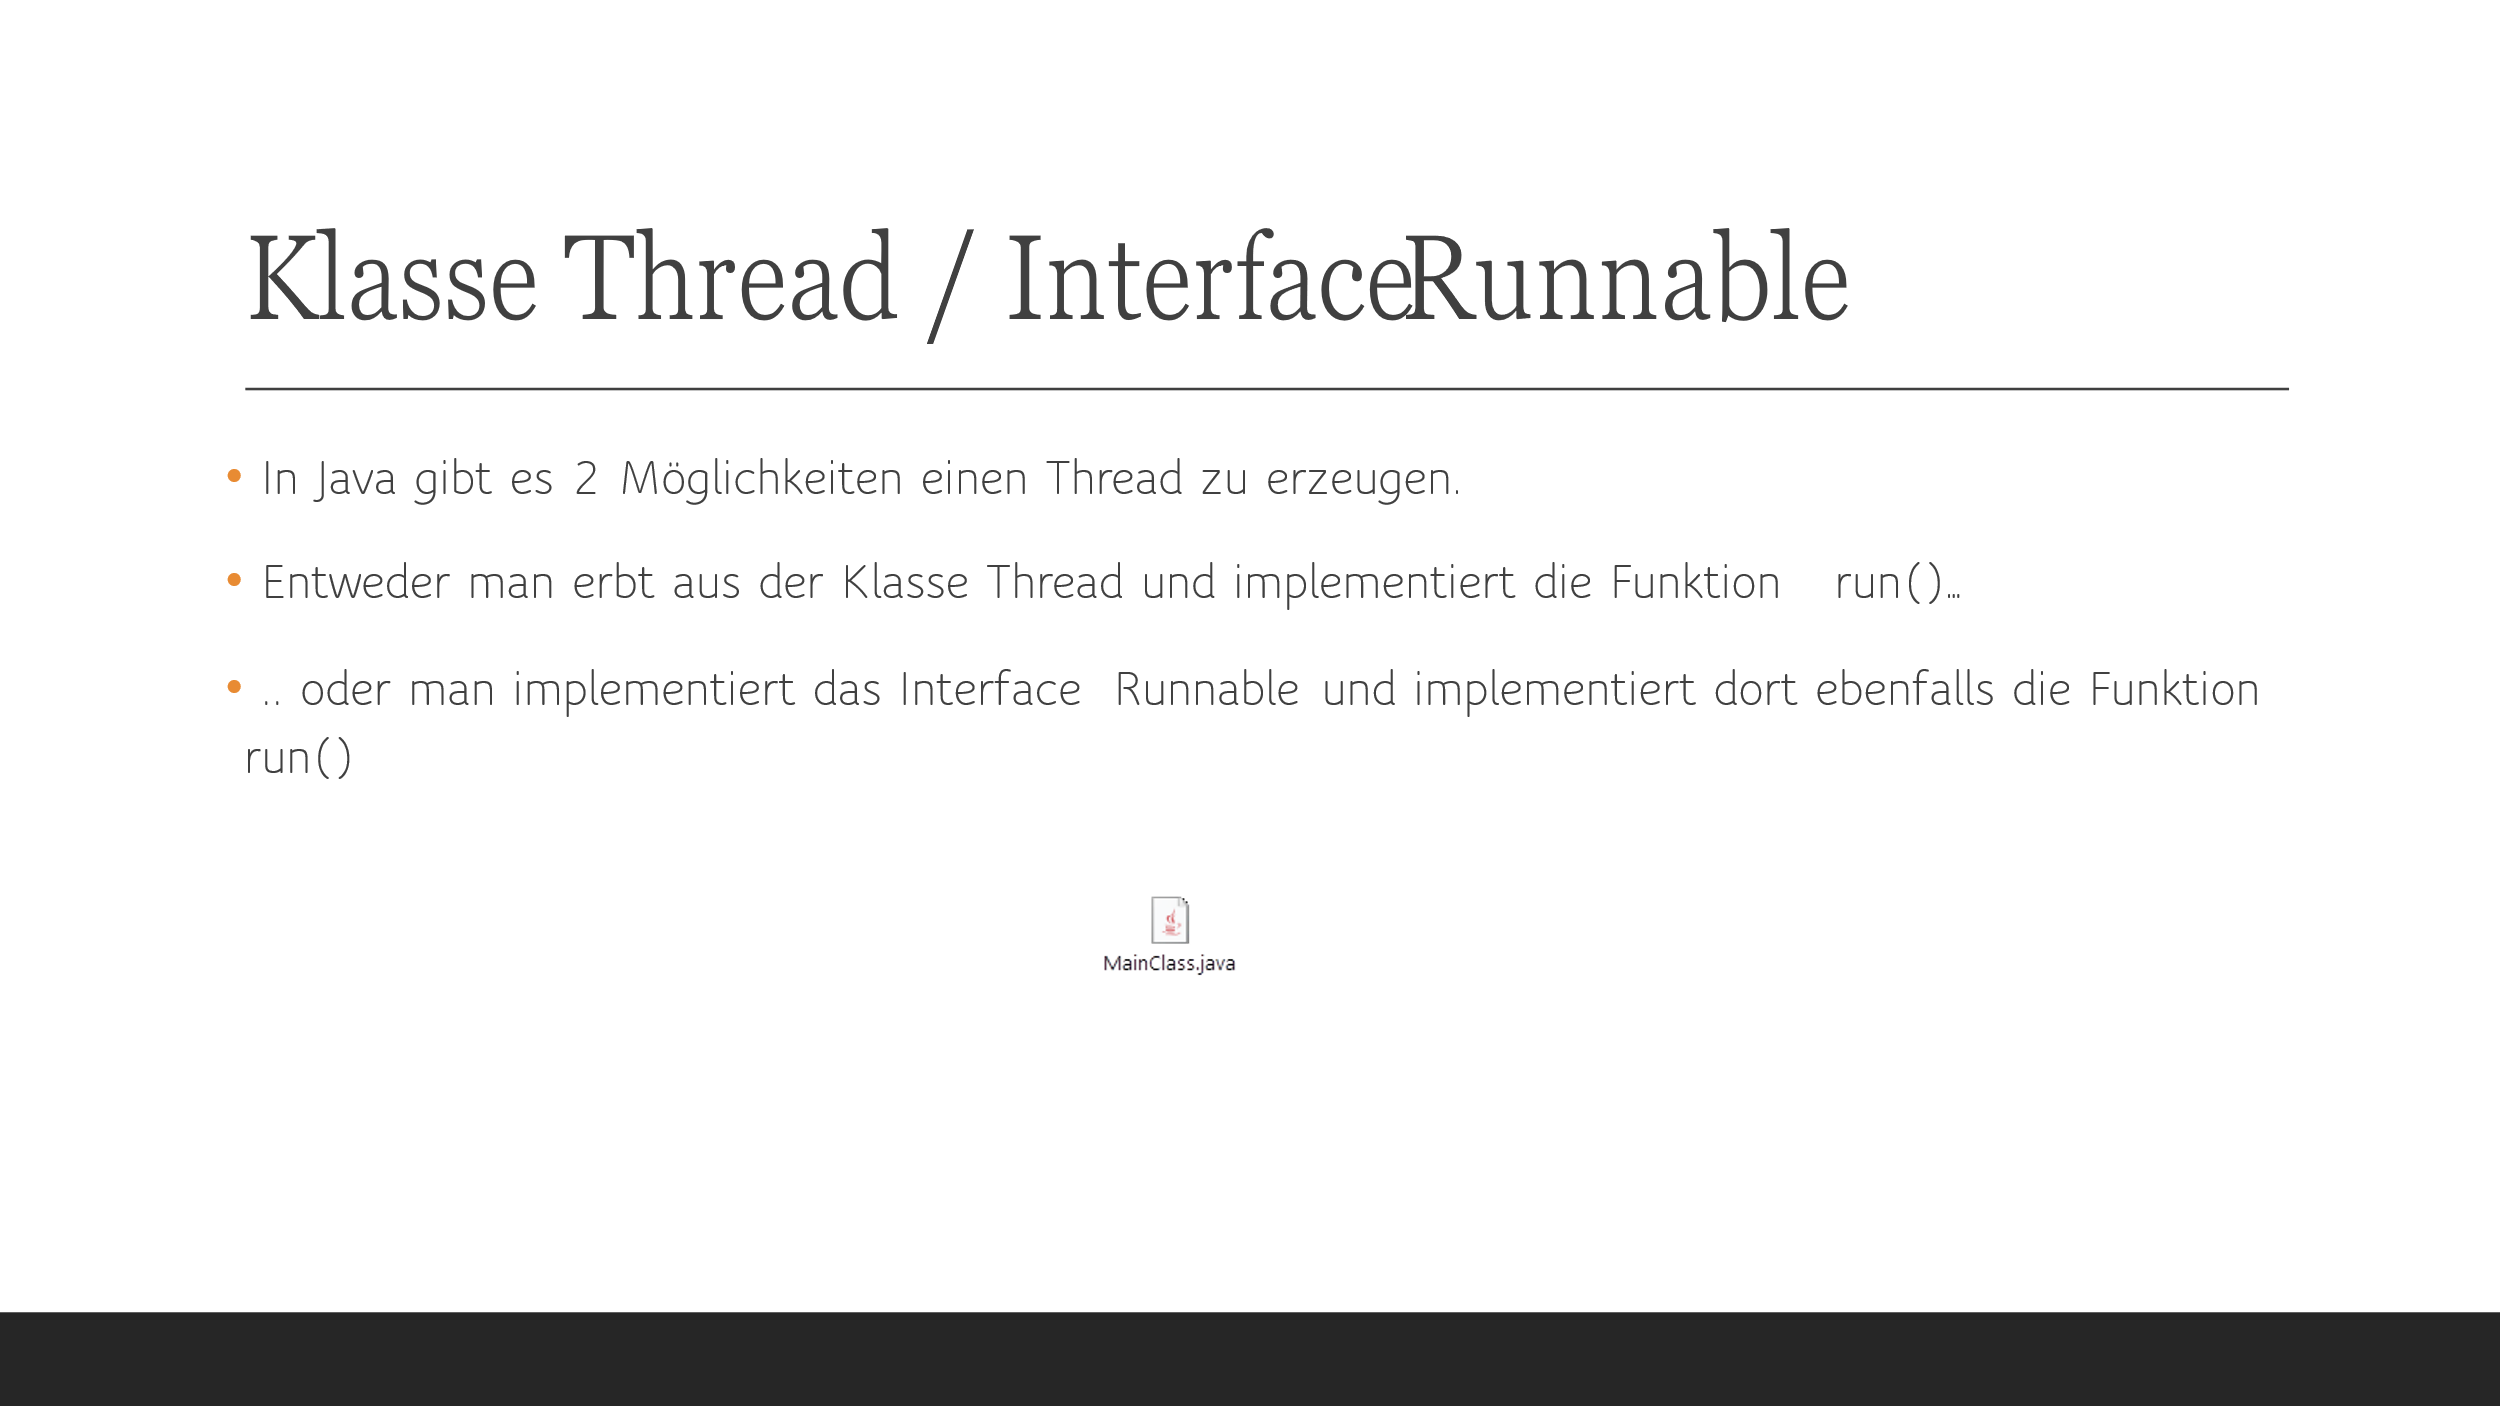 Klasse Thread / InterfaceRunnable
• In Java gibt es 2 Möglichkeiten einen Thread zu erzeugen.
• Entweder man erbt aus der Klasse Thread und implementiert die Funktion run()…
• .. oder man implementiert das Interface Runnable und implementiert dort ebenfalls die Funktion
run()
MainClass.java